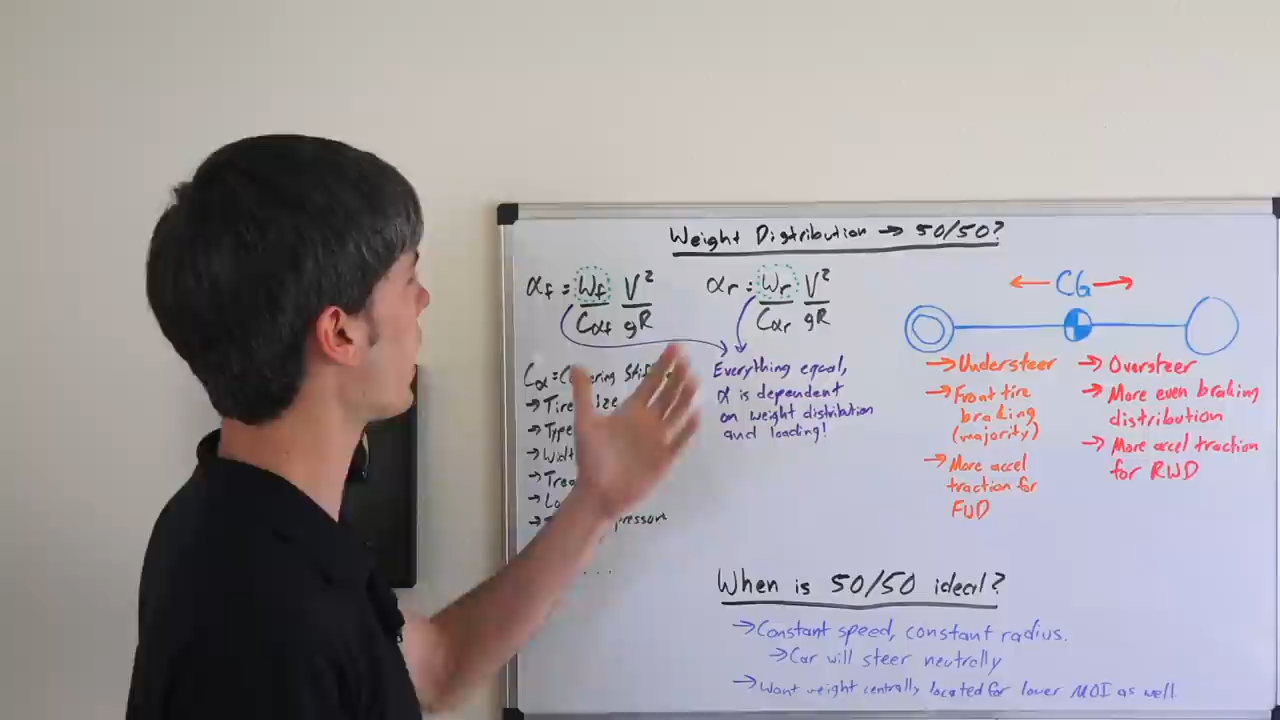 Weight Distribution → 50/50?
αf = Wf/Cαf V²/gR
αr = Wr/Cαr V²/gR
Cα = Cornering
→ Tire
→ Type
→
→
→
→ pressure
...
Everything equal,
α is dependent
on weight distribution
and loading!
← CG →
→ Understeer
→ Front tire
braking
(majority)
→ More accel
traction for
FWD
→ Oversteer
→ More even braking
distribution
→ More accel traction
for RWD
When is 50/50 ideal?
→ Constant speed, constant radius.
→ Car will steer neutrally
→ Want weight centrally located for lower MOI as well